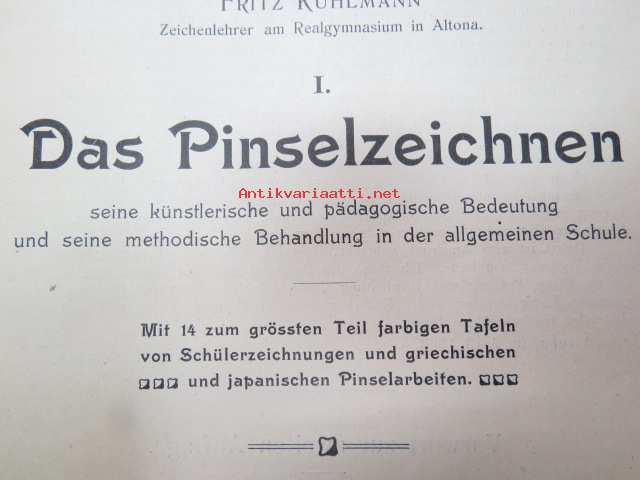 FRITZ KUHLMANN
Zeichenlehrer am Realgymnasium in Altona.
I.
Das Pinselzeichnen
Antikvariaatti.net
seine künstlerische und pädagogische Bedeutung
und seine methodische Behandlung in der allgemeinen Schule.
Mit 14 zum grössten Teil farbigen Tafeln
von Schülerzeichnungen und griechischen
und japanischen Pinselarbeiten.